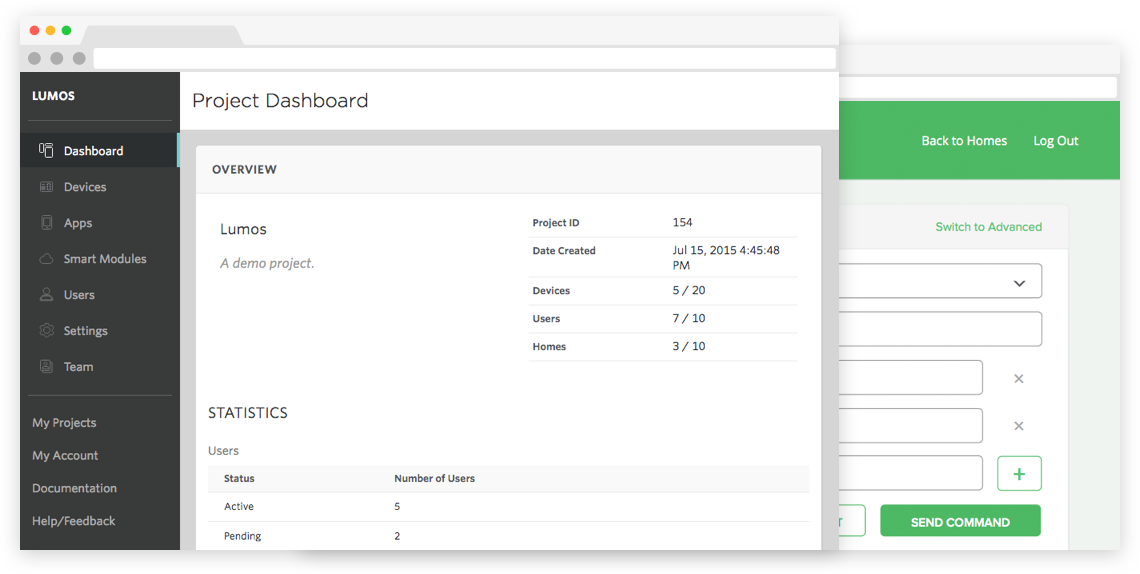 LUMOS
Dashboard
Devices
Apps
Smart Modules
Users
Settings
Team
My Projects
My Account
Documentation
Help/Feedback
Project Dashboard
OVERVIEW
Lumos
A demo project.
Project ID 154
Date Created Jul 15, 2015 4:45:48
PM
Devices 5 / 20
Users 7 / 10
Homes 3 / 10
STATISTICS
Users
Status Number of Users
Active 5
Pending 2
Back to Homes Log Out
Switch to Advanced
SEND COMMAND